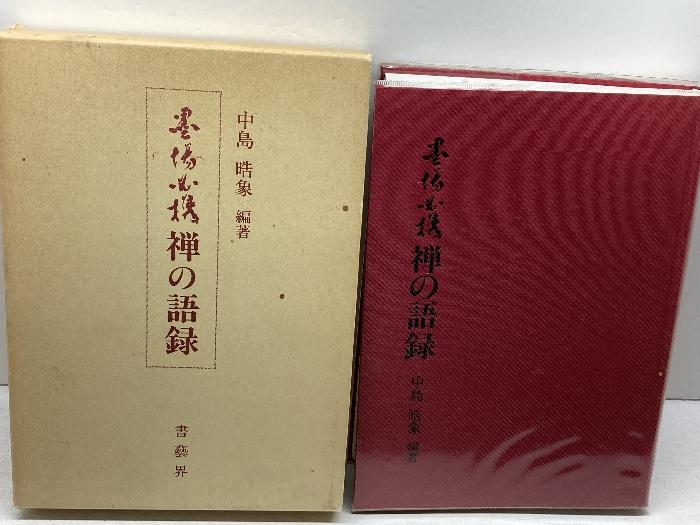 中島 晧象 編著
墨場必携 禅の語録
書藝界
墨場必携 禅の語録
中島 晧象 編著